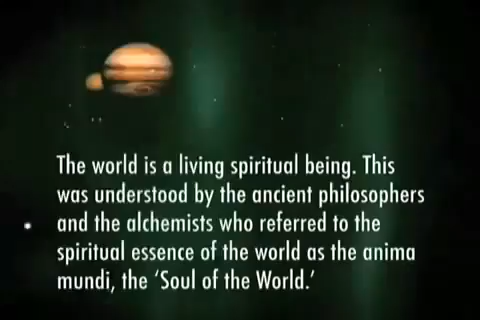 The world is a living spiritual being. This
was understood by the ancient philosophers
and the alchemists who referred to the
spiritual essence of the world as the anima
mundi, the ‘Soul of the World.’